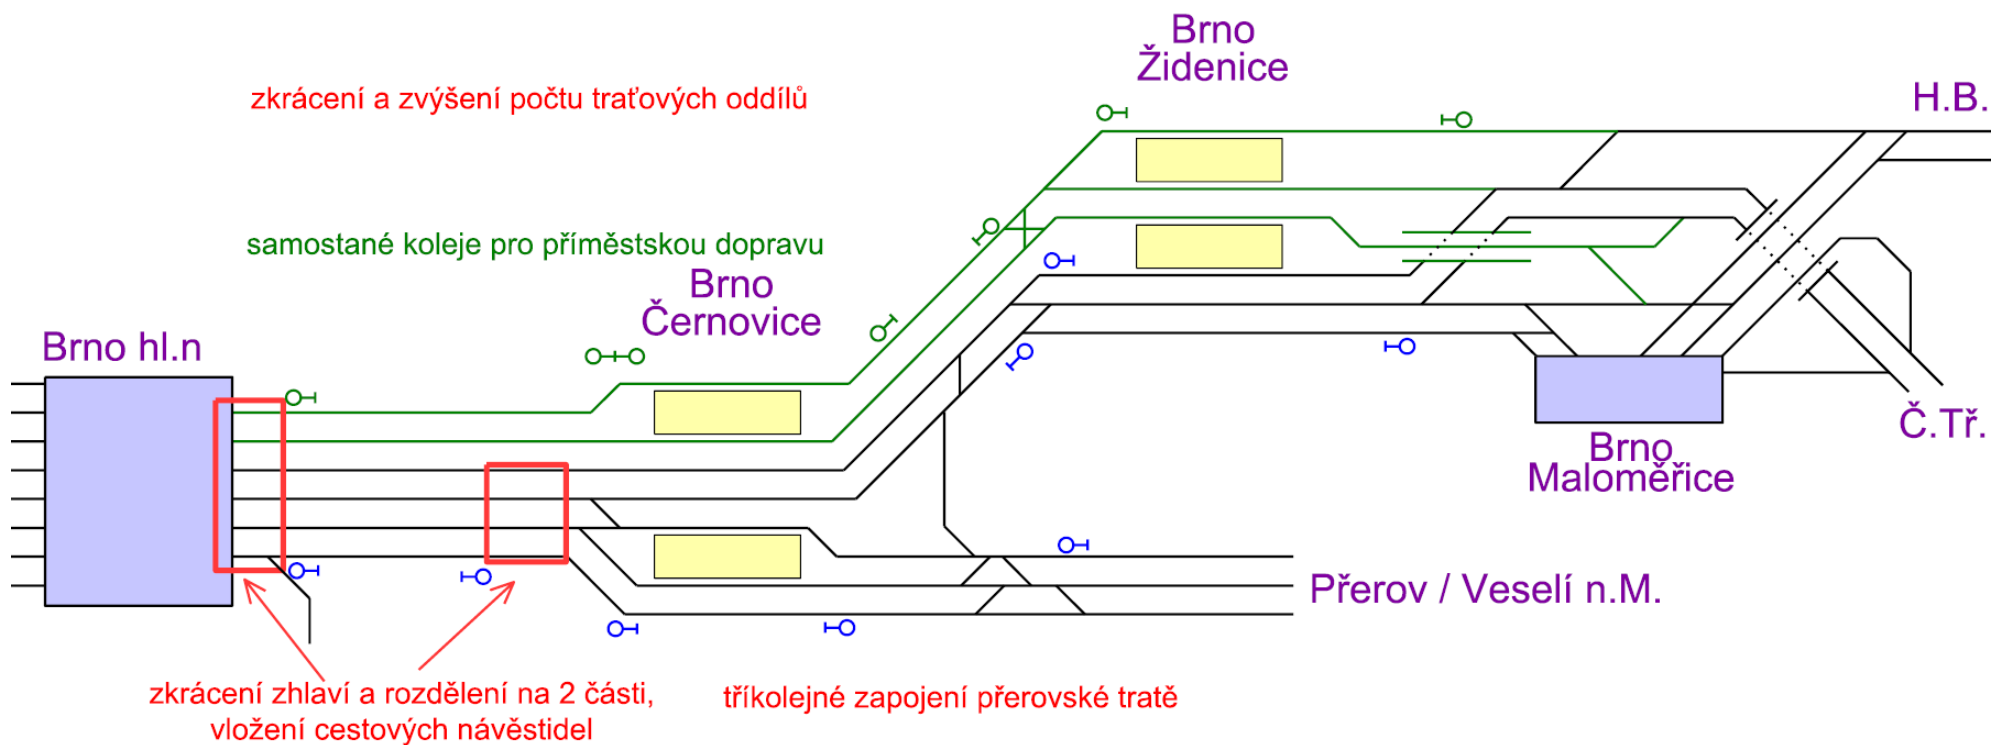 Brno
Židenice
zkrácení a zvýšení počtu traťových oddílů
H.B.
samostané koleje pro příměstskou dopravu
Brno
Černovice
Brno hl.n
Č.Tř.
Brno
Maloměřice
Přerov / Veselí n.M.
zkrácení zhlaví a rozdělení na 2 části,
vložení cestových návěstidel
tříkolejné zapojení přerovské tratě